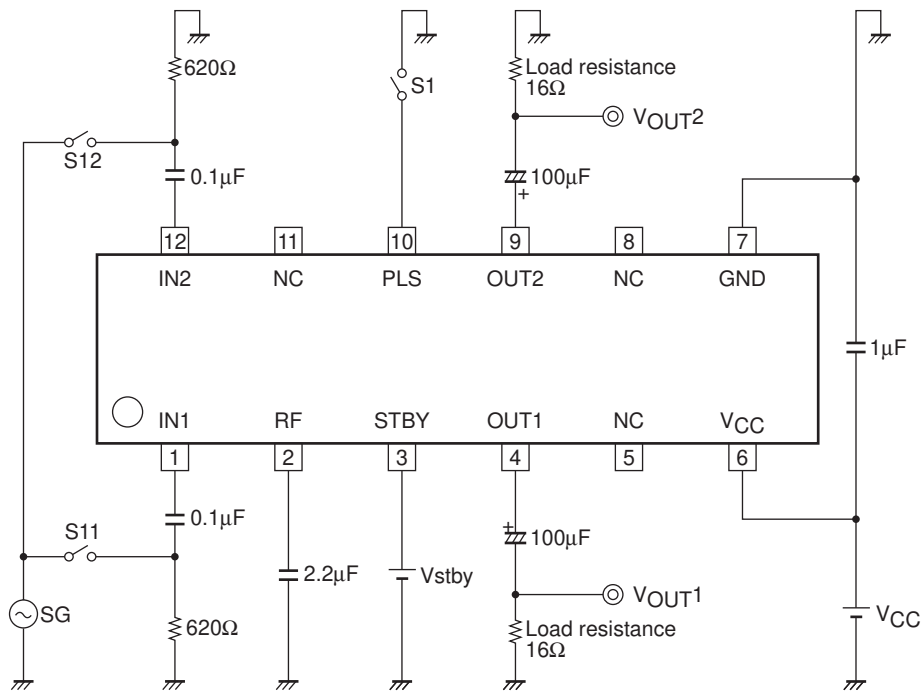 620Ω
S1
Load resistance
16Ω
VOUT2
S12
0.1μF
100μF
+
12
11
10
9
8
7
IN2
NC
PLS
OUT2
NC
GND
1μF
IN1
RF
STBY
OUT1
NC
VCC
1
2
3
4
5
6
S11
0.1μF
+
100μF
2.2μF
Vstby
VOUT1
SG
620Ω
Load resistance
16Ω
VCC